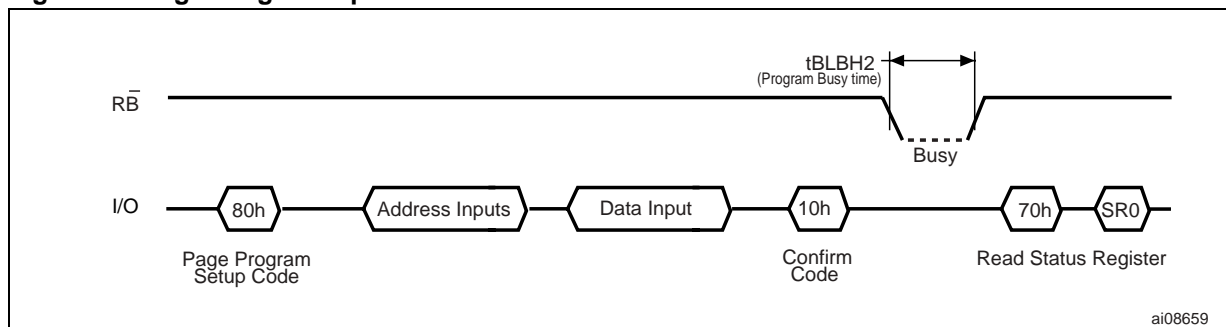 tBLBH2
(Program Busy time)
RB̅
Busy
I/O
80h
Address Inputs
Data Input
10h
70h
SR0
Page Program
Setup Code
Confirm
Code
Read Status Register
ai08659